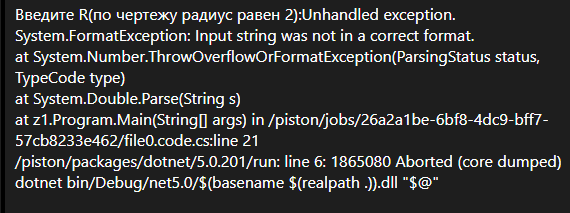 Введите R(по чертежу радиус равен 2):Unhandled exception.
System.FormatException: Input string was not in a correct format.
at System.Number.ThrowOverflowOrFormatException(ParsingStatus status,
TypeCode type)
at System.Double.Parse(String s)
at z1.Program.Main(String[] args) in /piston/jobs/26a2a1be-6bf8-4dc9-bff7-
57cb8233e462/file0.code.cs:line 21
/piston/packages/dotnet/5.0.201/run: line 6: 1865080 Aborted (core dumped)
dotnet bin/Debug/net5.0/$(basename $(realpath .)).dll "$@"